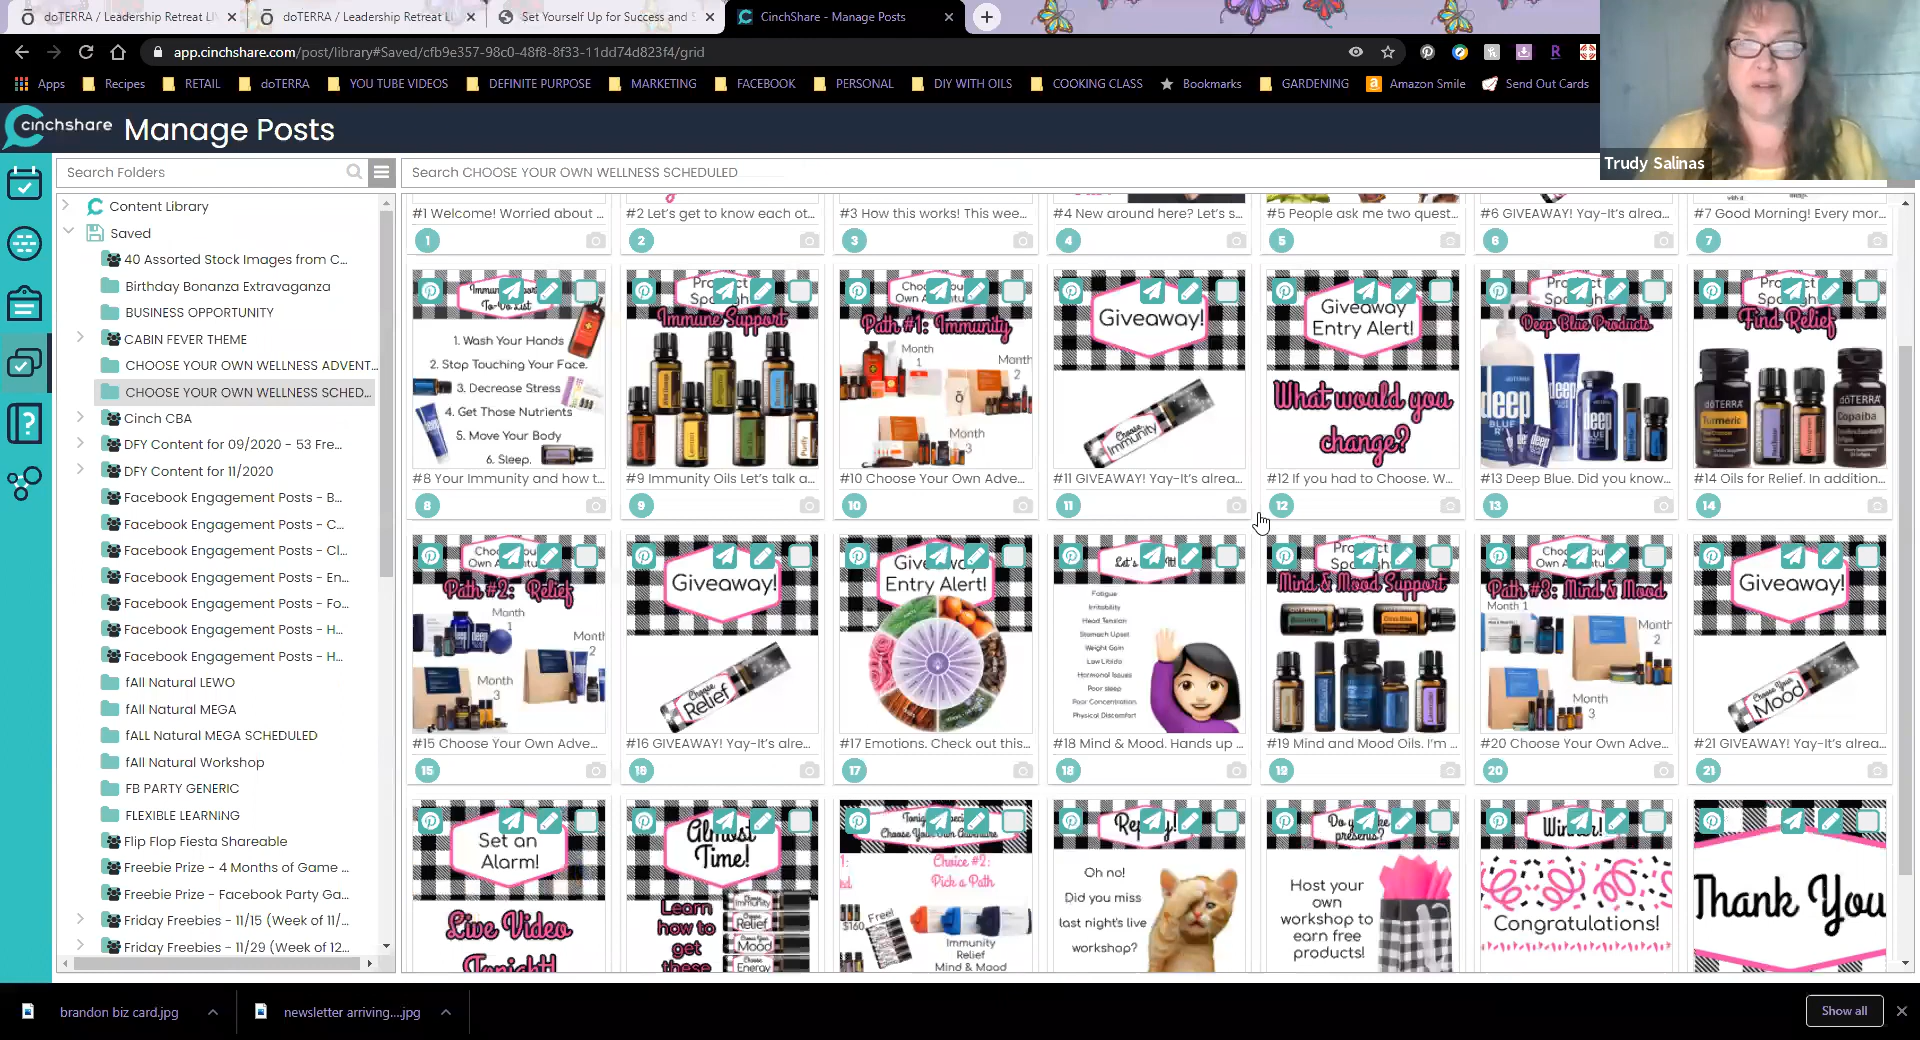 doTERRA / Leadership Retreat LI
doTERRA / Leadership Retreat LI
Set Yourself Up for Success and S
CinchShare - Manage Posts
app.cinchshare.com/post/library#Saved/cfb9e357-98c0-48f8-8f33-11dd74d823f4/grid
Apps
Recipes
RETAIL
doTERRA
YOU TUBE VIDEOS
DEFINITE PURPOSE
MARKETING
FACEBOOK
PERSONAL
DIY WITH OILS
COOKING CLASS
Bookmarks
GARDENING
Amazon Smile
Send Out Cards
cinchshare
Manage Posts
Trudy Salinas
Search Folders
Search CHOOSE YOUR OWN WELLNESS SCHEDULED
Content Library
Saved
40 Assorted Stock Images from C...
Birthday Bonanza Extravaganza
BUSINESS OPPORTUNITY
CABIN FEVER THEME
CHOOSE YOUR OWN WELLNESS ADVENT...
CHOOSE YOUR OWN WELLNESS SCHED...
Cinch CBA
DFY Content for 09/2020 - 53 Fre...
DFY Content for 11/2020
Facebook Engagement Posts - B...
Facebook Engagement Posts - C...
Facebook Engagement Posts - Cl...
Facebook Engagement Posts - En...
Facebook Engagement Posts - Fo...
Facebook Engagement Posts - H...
Facebook Engagement Posts - H...
fAll Natural LEWO
fAll Natural MEGA
fALL Natural MEGA SCHEDULED
fAll Natural Workshop
FB PARTY GENERIC
FLEXIBLE LEARNING
Flip Flop Fiesta Shareable
Freebie Prize - 4 Months of Game ...
Freebie Prize - Facebook Party Ga...
Friday Freebies - 11/15 (Week of 11/...
Friday Freebies - 11/29 (Week of 12...
#1 Welcome! Worried about ...
1
#2 Let's get to know each ot...
2
#3 How this works! This wee...
3
#4 New around here? Let's s...
4
#5 People ask me two quest...
5
#6 GIVEAWAY! Yay-It's alrea...
6
#7 Good Morning! Every mor...
7
To-Do List
1. Wash Your Hands
2. Stop Touching Your Face.
3. Decrease Stress
4. Get Those Nutrients
5. Move Your Body
6. Sleep.
#8 Your Immunity and how t...
8
Immune Support
#9 Immunity Oils Let's talk a...
9
Path #1: Immunity
Month
1
Month
2
Month
3
#10 Choose Your Own Adve...
10
Giveaway!
Choose
Immunity
#11 GIVEAWAY! Yay-It's alrea...
11
Giveaway
Entry Alert!
What would you
change?
#12 If you had to Choose. W...
12
Deep Blue Products
deep
BLUE
deep
deep
#13 Deep Blue. Did you know...
13
Find Relief
dōTERRA
Turmeric
dōTERRA
Copaiba
#14 Oils for Relief. In addition...
14
Path #2: Relief
Month
1
Month
2
Month
3
#15 Choose Your Own Adve...
15
Giveaway!
Choose
Relief
#16 GIVEAWAY! Yay-It's alre...
16
Entry Alert!
#17 Emotions. Check out this...
17
Fatigue
Irritability
Head Tension
Stomach Upset
Weight Gain
Low Libido
Hormonal Issues
Poor sleep
Poor Concentration.
Physical Discomfort
#18 Mind & Mood. Hands up ...
18
Mind & Mood Support
#19 Mind and Mood Oils. I'm ...
19
Path #3: Mind & Mood
Month 1
Month
2
Month
3
#20 Choose Your Own Adve...
20
Giveaway!
Choose Your
Mood
#21 GIVEAWAY! Yay-It's alrea...
21
Set an
Alarm!
Live Video
Tonight!
Almost
Time!
Learn
how to
get
these
Immunity
Relief
Mood
Energy
Choose Your Own Adventure
Choice #2:
Pick a Path
Free!
$160
Immunity
Relief
Mind & Mood
Oh no!
Did you miss
last night's live
workshop?
presents?
Host your
own
workshop to
earn free
products!
Winner!
Congratulations!
Thank You
brandon biz card.jpg
newsletter arriving....jpg
Show all